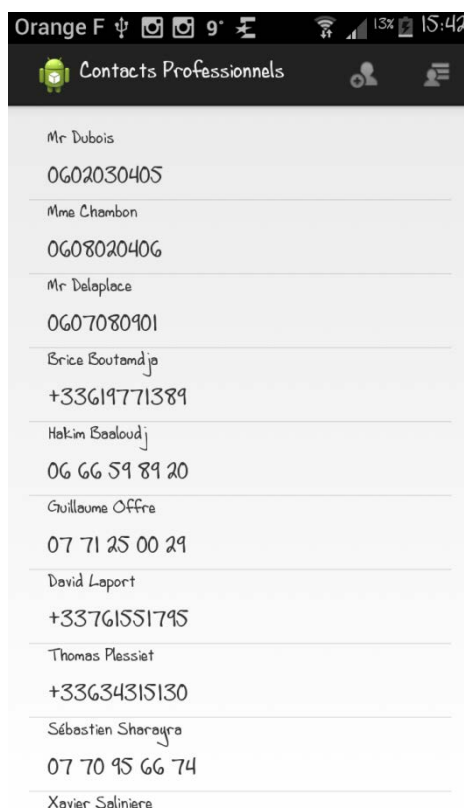 Orange F 9° 13% 15:42
Contacts Professionnels
Mr Dubois
0602030405
Mme Chambon
0608020406
Mr Delaplace
0607080901
Brice Boutamdja
+33619771389
Hakim Baaloudj
06 66 59 89 20
Guillaume Offre
07 71 25 00 29
David Laport
+33761551795
Thomas Plessiet
+33634315130
Sébastien Sharayra
07 70 95 66 74
Xavier Saliniere